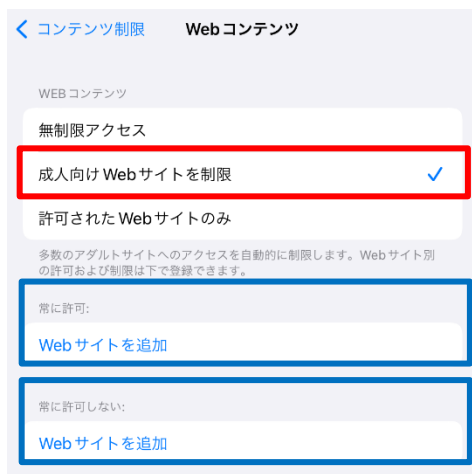 コンテンツ制限 Webコンテンツ
WEBコンテンツ
無制限アクセス
成人向けWebサイトを制限
許可されたWebサイトのみ
多数のアダルトサイトへのアクセスを自動的に制限します。Webサイト別
の許可および制限は下で登録できます。
常に許可:
Webサイトを追加
常に許可しない:
Webサイトを追加